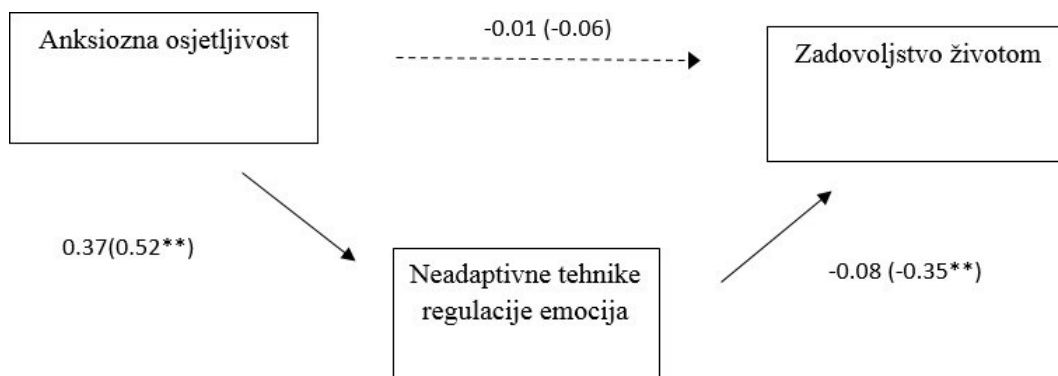 Anksiozna osjetljivost
-0.01 (-0.06)
Zadovoljstvo životom
0.37(0.52**)
Neadaptivne tehnike
regulacije emocija
-0.08 (-0.35**)